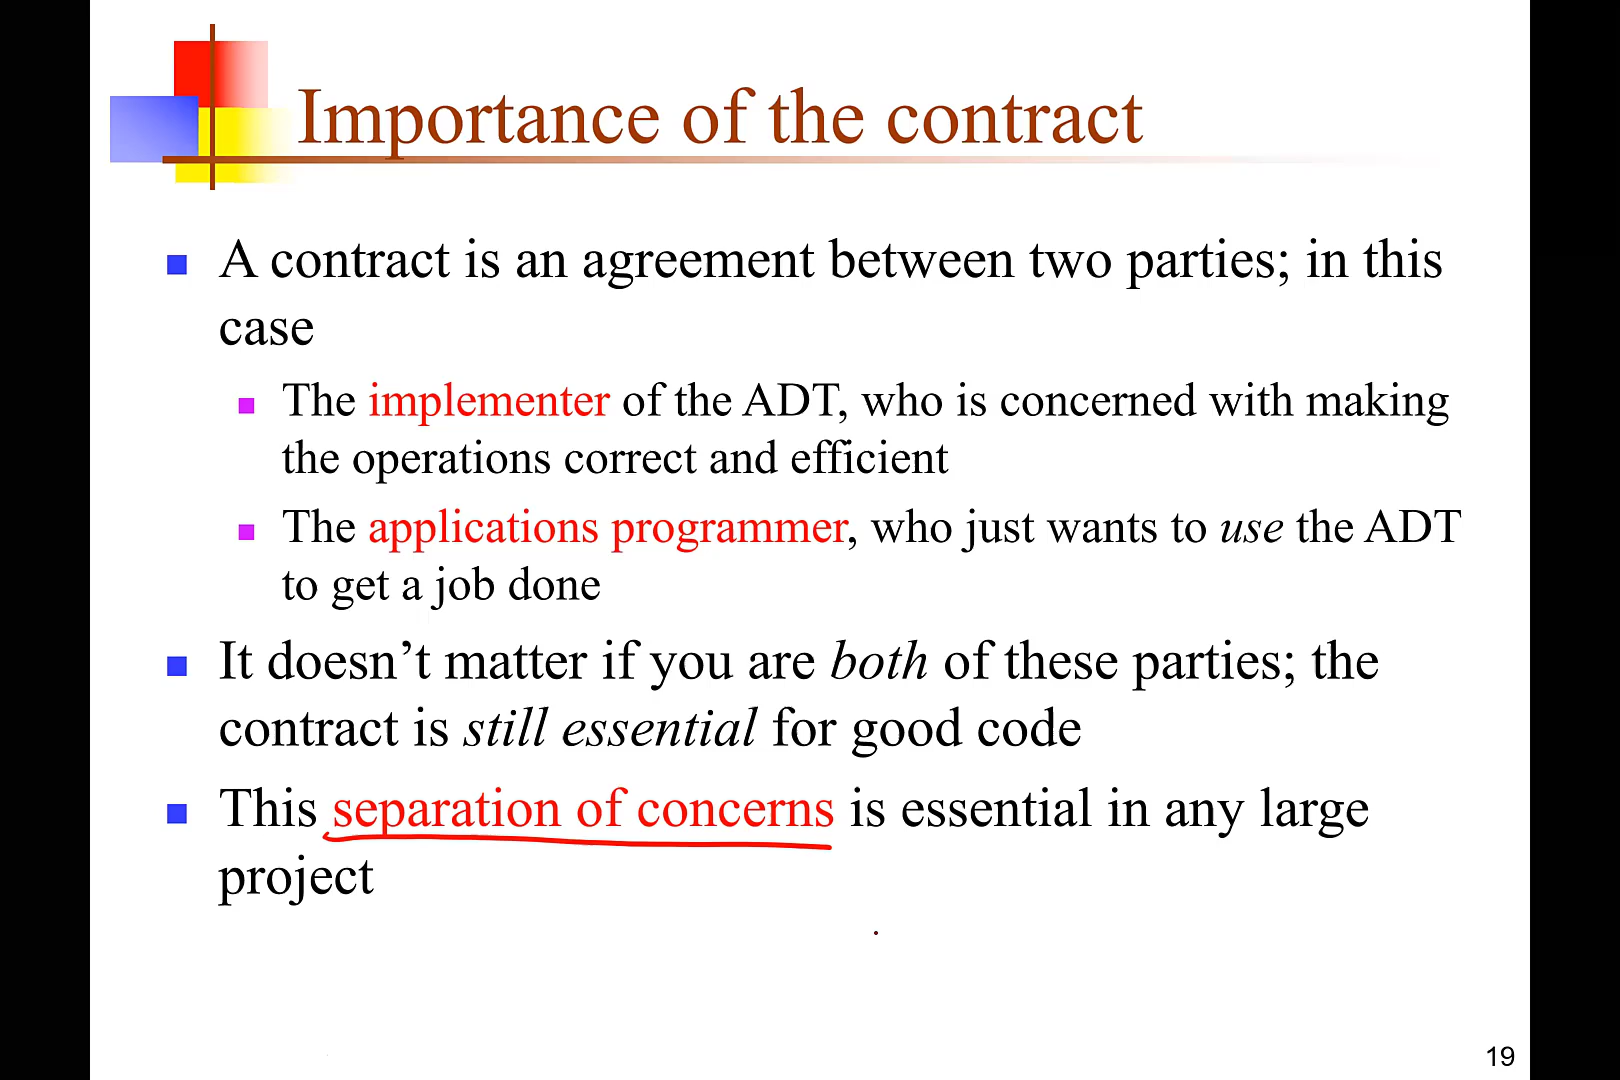 Importance of the contract
A contract is an agreement between two parties; in this
case
The implementer of the ADT, who is concerned with making
the operations correct and efficient
The applications programmer, who just wants to use the ADT
to get a job done
It doesn’t matter if you are both of these parties; the
contract is still essential for good code
This separation of concerns is essential in any large
project
19